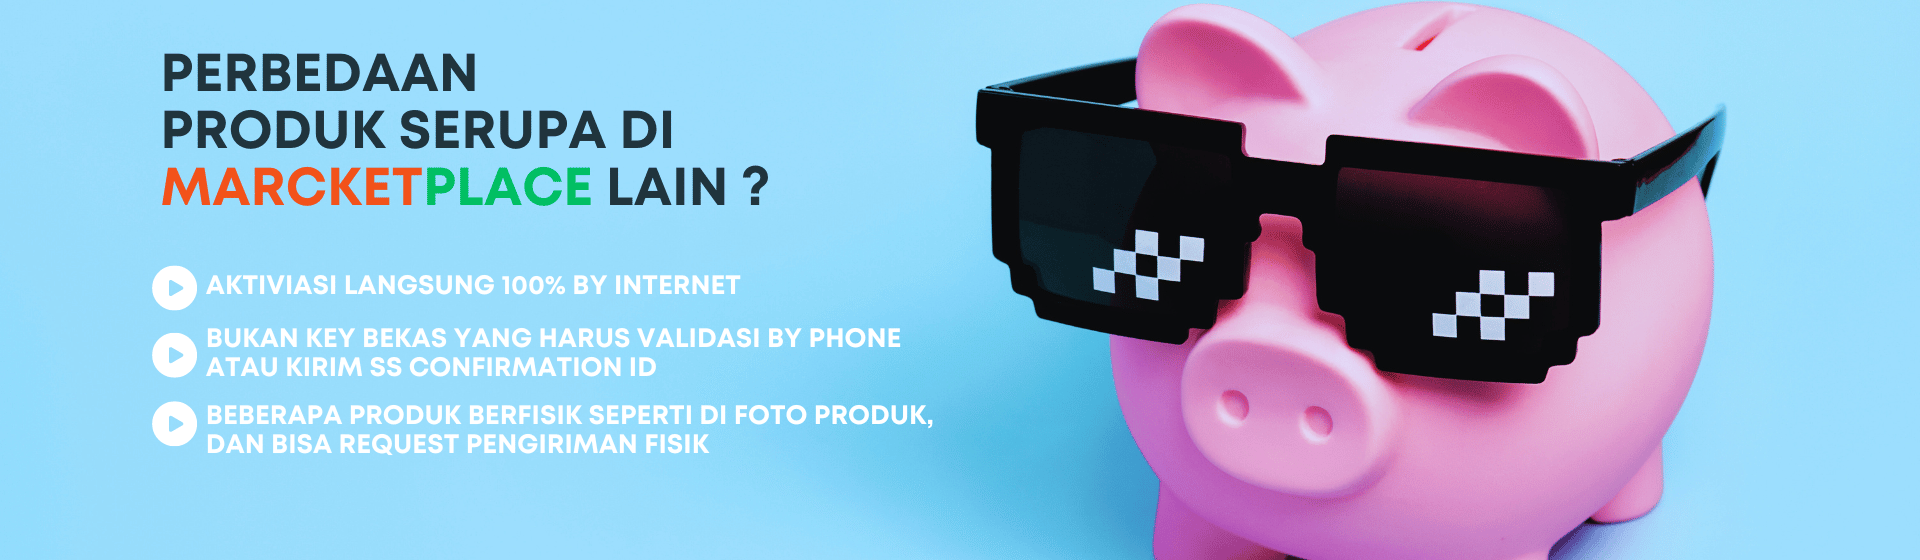 PERBEDAAN
PRODUK SERUPA DI
MARCKETPLACE LAIN ?
AKTIVIASI LANGSUNG 100% BY INTERNET
BUKAN KEY BEKAS YANG HARUS VALIDASI BY PHONE
ATAU KIRIM SS CONFIRMATION ID
BEBERAPA PRODUK BERFISIK SEPERTI DI FOTO PRODUK,
DAN BISA REQUEST PENGIRIMAN FISIK